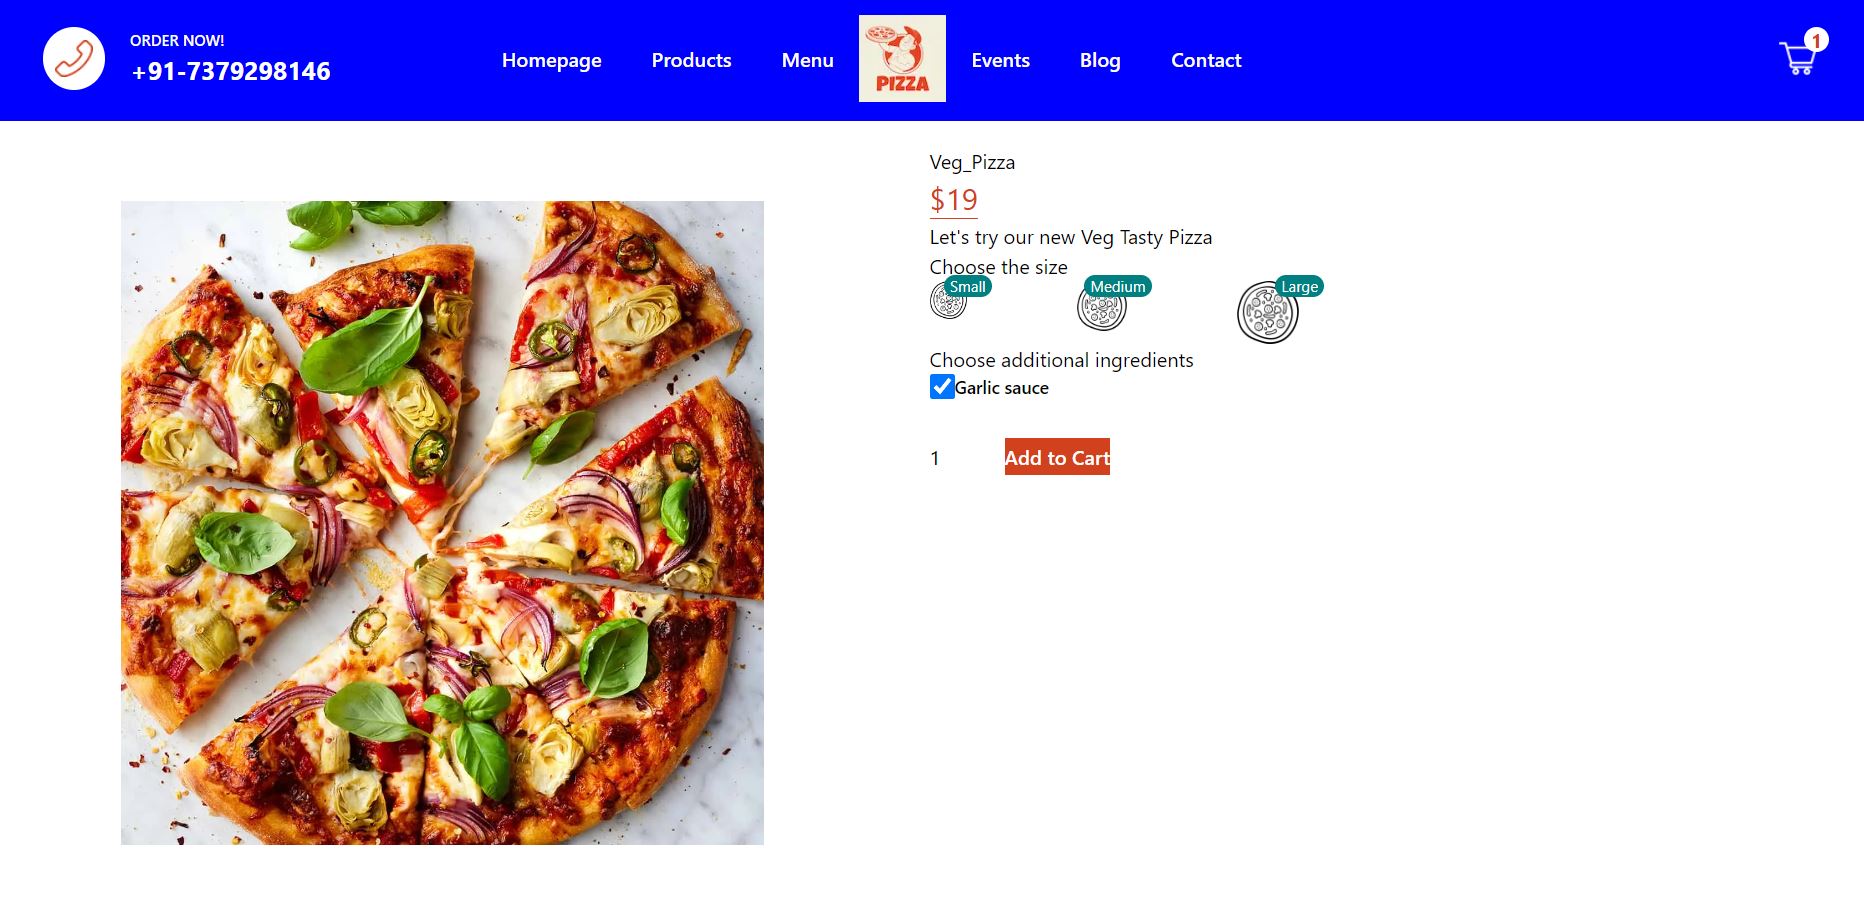 ORDER NOW!
+91-7379298146
Homepage Products Menu PIZZA Events Blog Contact
1
Veg_Pizza
$19
Let's try our new Veg Tasty Pizza
Choose the size
Small Medium Large
Choose additional ingredients
Garlic sauce
1 Add to Cart